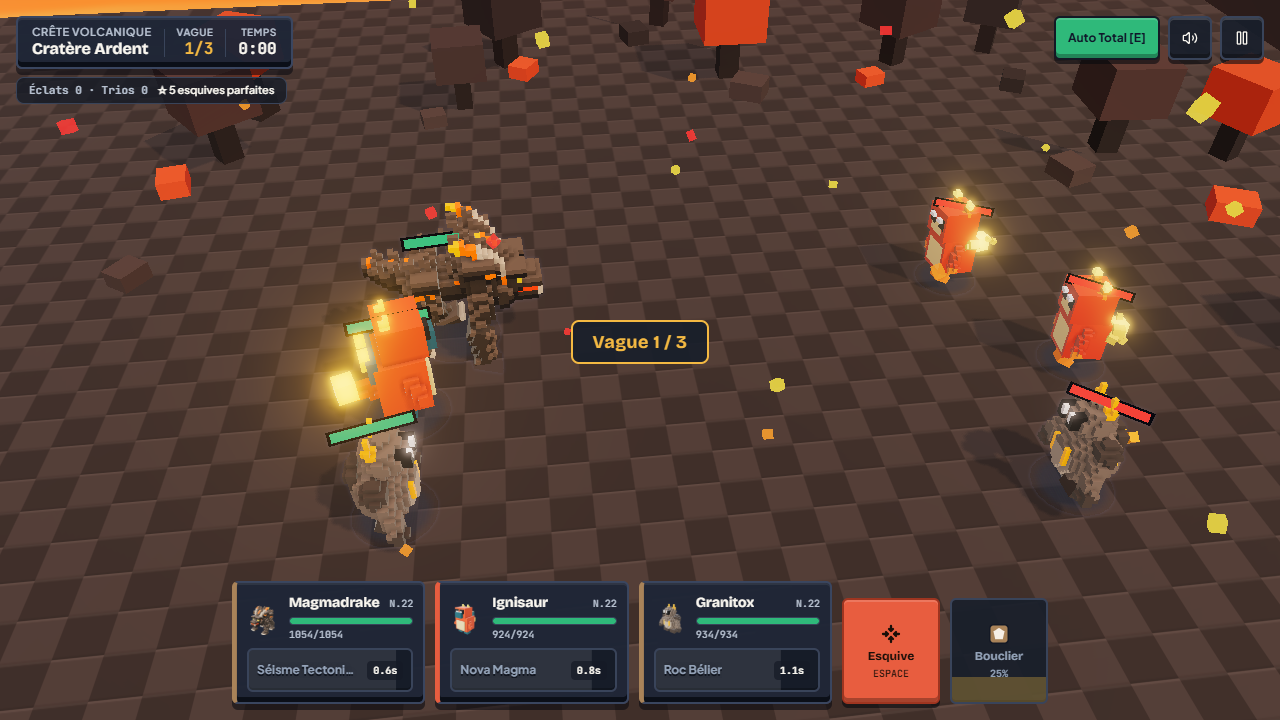 CRÊTE VOLCANIQUE
Cratère Ardent
VAGUE
1/3
TEMPS
0:00
Éclats 0 · Trios 0 ★ 5 esquives parfaites
Auto Total [E]
Vague 1 / 3
Magmadrake N.22
1054/1054
Séisme Tectoni... 0.6s
Ignisaur N.22
924/924
Nova Magma 0.8s
Granitox N.22
934/934
Roc Bélier 1.1s
Esquive
ESPACE
Bouclier
25%